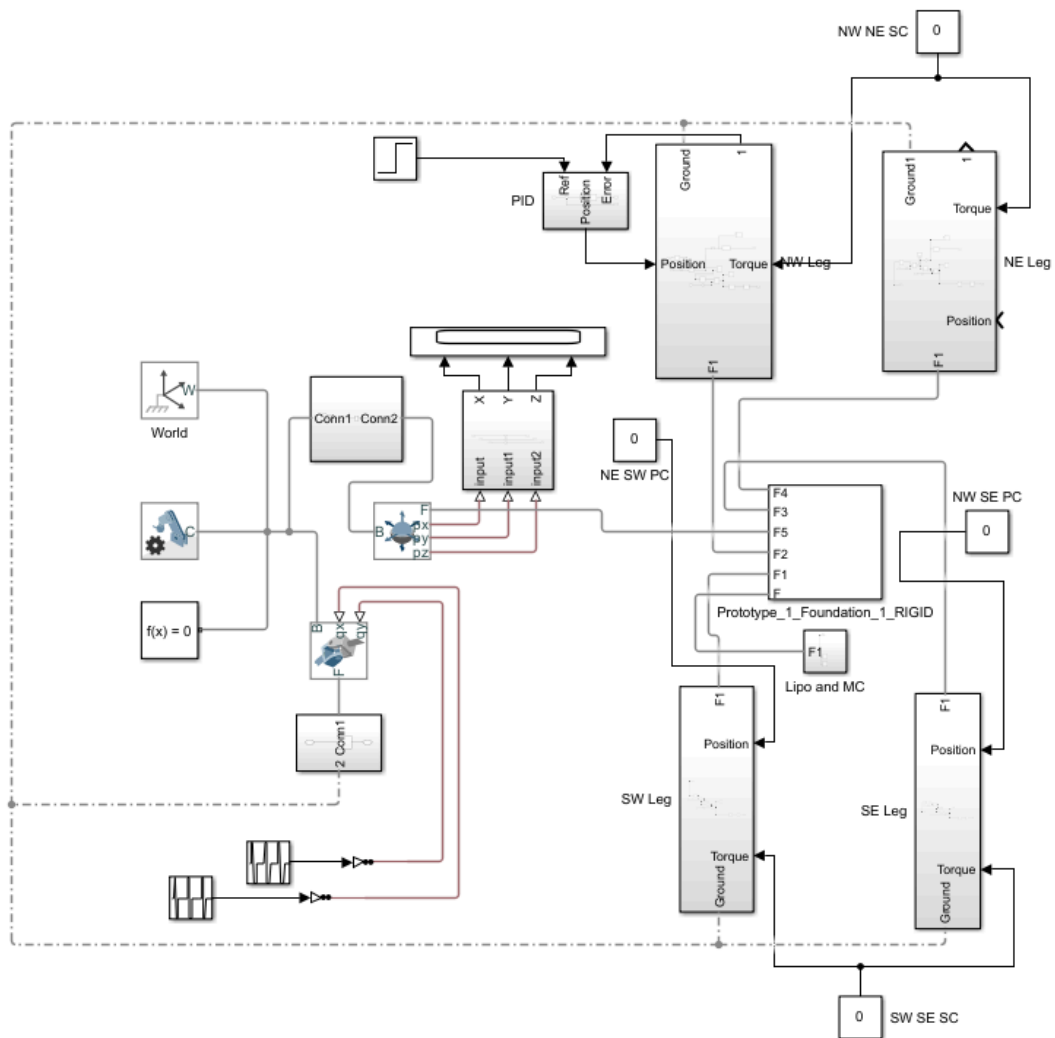 NW NE SC
0
Ground
1
Ref
Position
Error
PID
Position
Torque
NW Leg
F1
Ground1
1
Torque
NE Leg
Position
F1
W
World
Conn1
Conn2
X
Y
Z
input
input1
input2
0
NE SW PC
C
B
F
px
py
pz
F4
F3
F5
F2
F1
F
Prototype_1_Foundation_1_RIGID
NW SE PC
0
f(x) = 0
B
qx
qy
F
F1
Lipo and MC
Conn1
2
F1
Position
SW Leg
Torque
Ground
F1
Position
SE Leg
Torque
Ground
0
SW SE SC